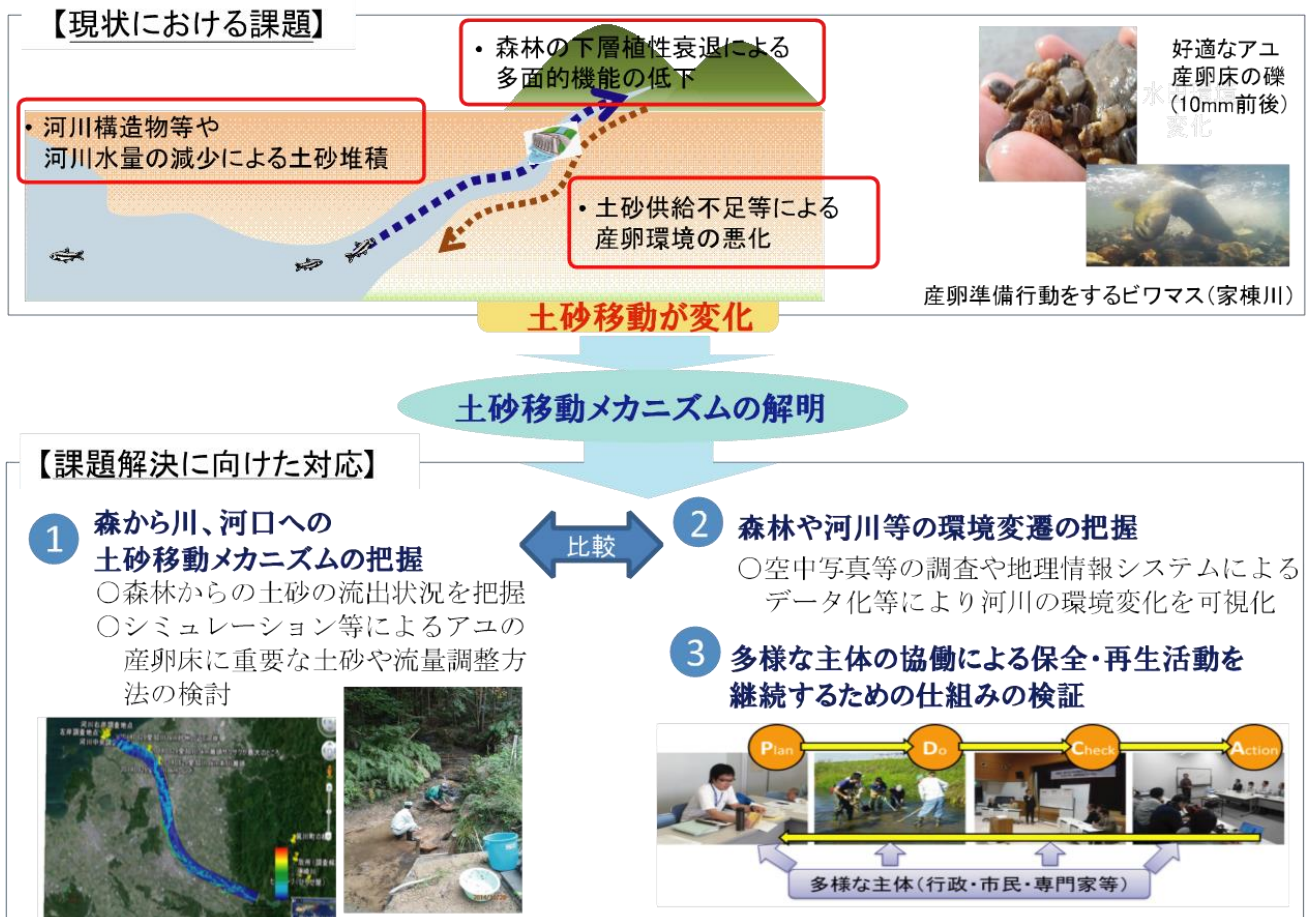 【現状における課題】
・森林の下層植性衰退による
多面的機能の低下
・河川構造物等や
河川水量の減少による土砂堆積
・土砂供給不足等による
産卵環境の悪化
好適なアユ
産卵床の礫
(10mm前後)
産卵準備行動をするビワマス(家棟川)
土砂移動が変化
土砂移動メカニズムの解明
【課題解決に向けた対応】
1 森から川、河口への
土砂移動メカニズムの把握
○森林からの土砂の流出状況を把握
○シミュレーション等によるアユの
産卵床に重要な土砂や流量調整方
法の検討
比較
2 森林や河川等の環境変遷の把握
○空中写真等の調査や地理情報システムによる
データ化等により河川の環境変化を可視化
3 多様な主体の協働による保全・再生活動を
継続するための仕組みの検証
Plan
Do
Check
Action
多様な主体(行政・市民・専門家等)